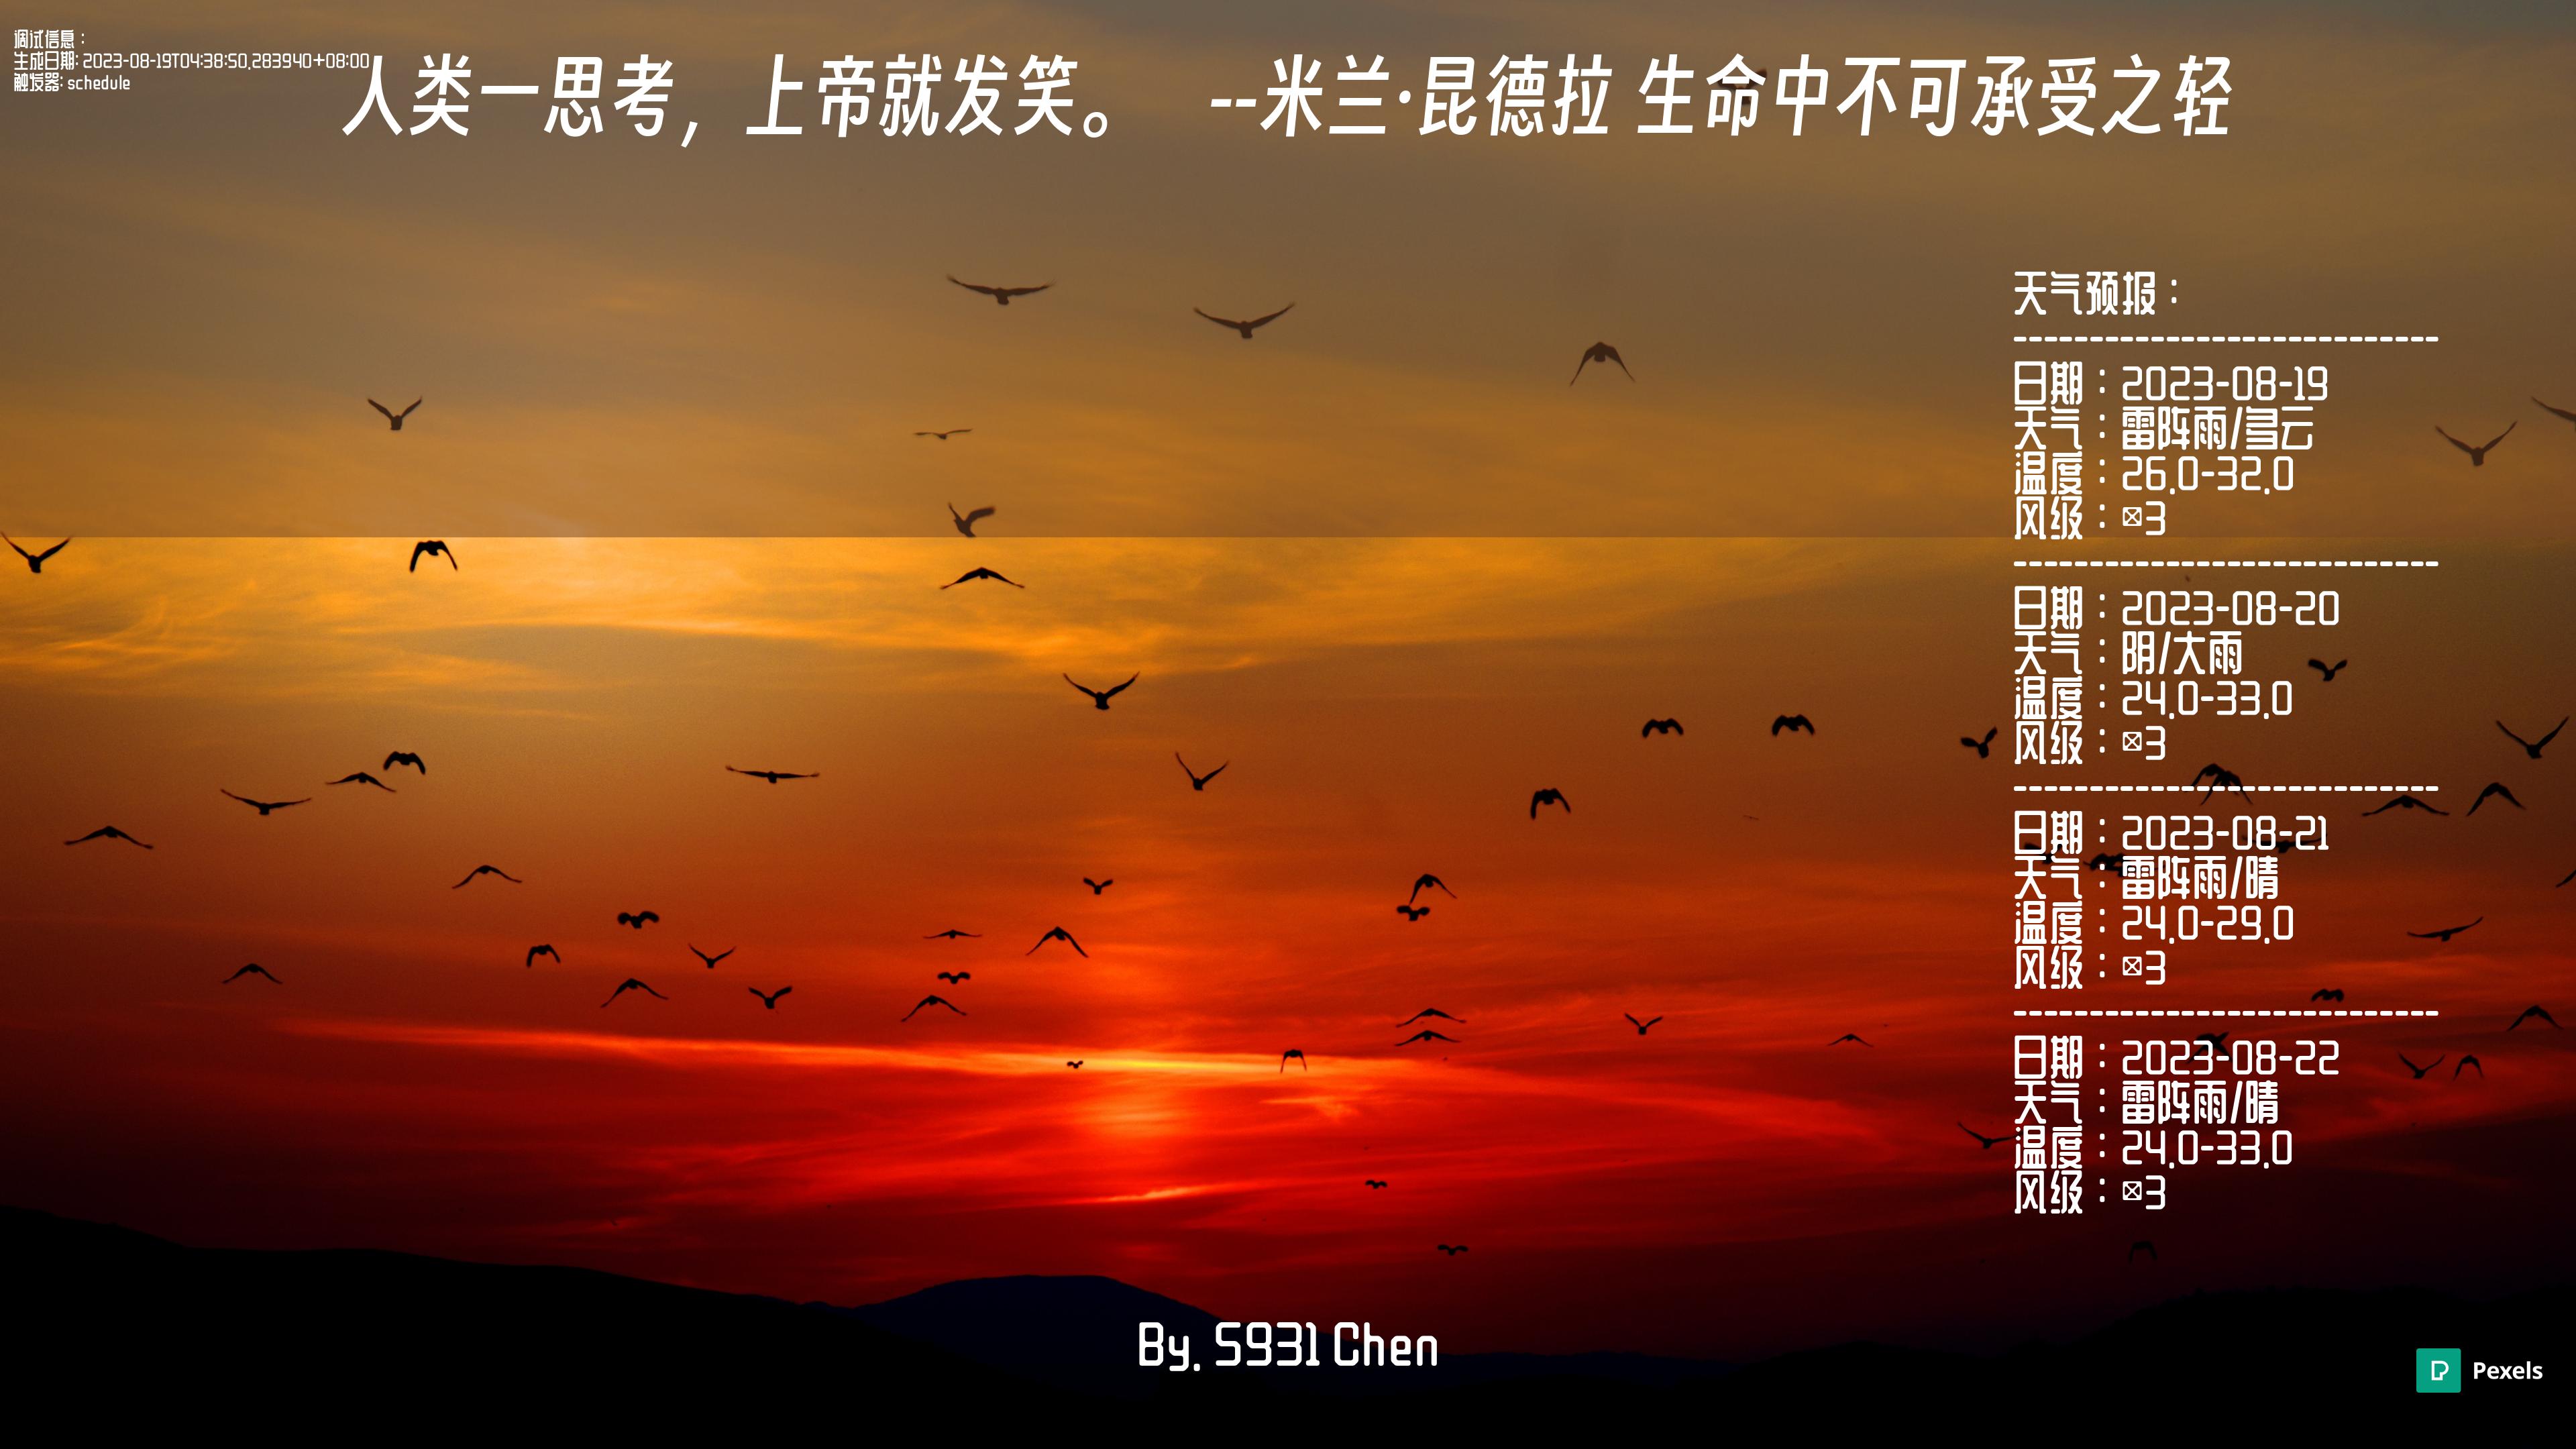 调试信息：
生成日期: 2023-08-19T04:38:50.283940+08:00
触发器: schedule
人类一思考，上帝就发笑。 --米兰·昆德拉 生命中不可承受之轻
天气预报：
----------------------------
日期：2023-08-19
天气：雷阵雨/多云
温度：26.0-32.0
风级：☒3
----------------------------
日期：2023-08-20
天气：阴/大雨
温度：24.0-33.0
风级：☒3
----------------------------
日期：2023-08-21
天气：雷阵雨/晴
温度：24.0-29.0
风级：☒3
----------------------------
日期：2023-08-22
天气：雷阵雨/晴
温度：24.0-33.0
风级：☒3
By. S931 Chen
Pexels